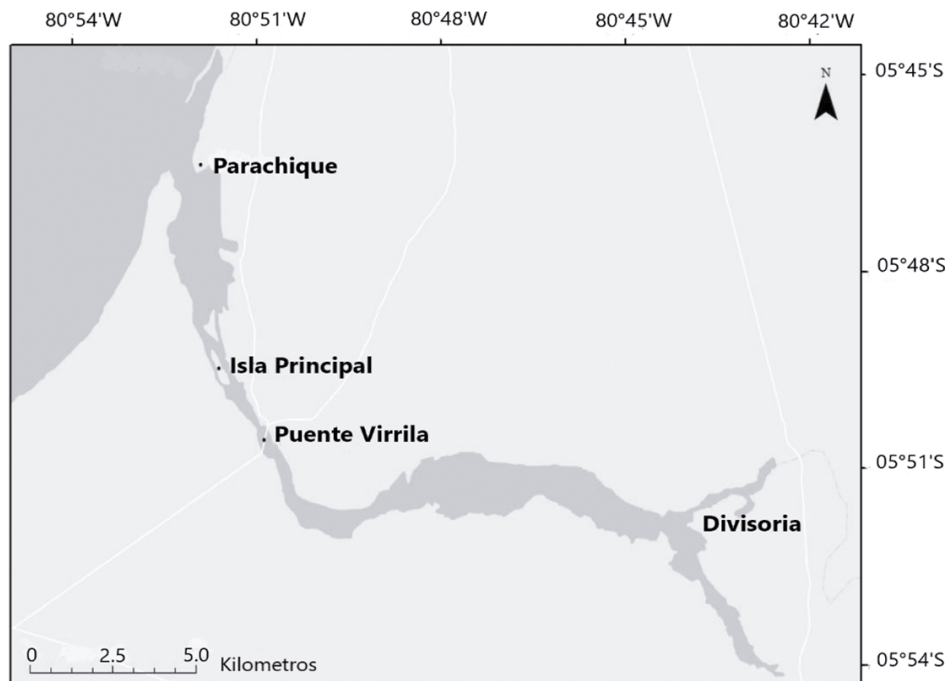 80°54'W 80°51'W 80°48'W 80°45'W 80°42'W
05°45'S
N
Parachique
05°48'S
Isla Principal
Puente Virrila
05°51'S
Divisoria
0 2.5 5.0 Kilometros
05°54'S